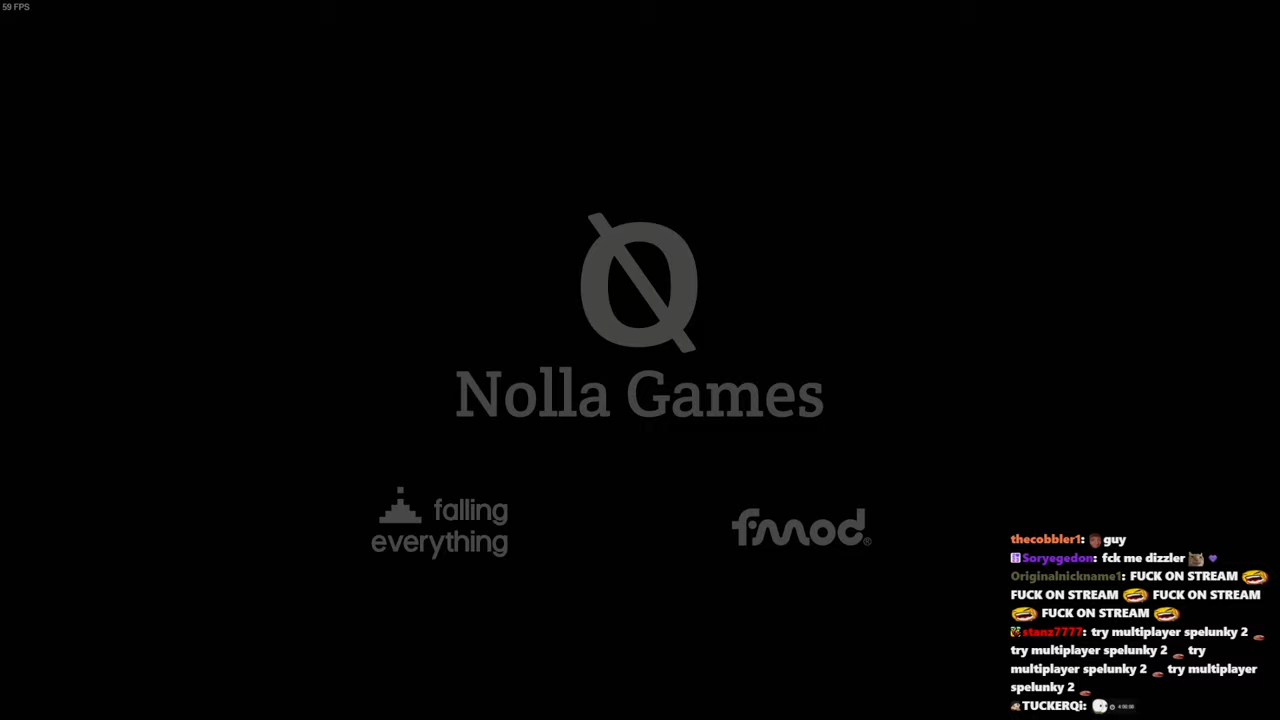 59 FPS
Nolla Games
falling
everything
fmod®
thecobbler1: guy
Soryegedon: fck me dizzler
Originalnickname1: FUCK ON STREAM
FUCK ON STREAM FUCK ON STREAM
FUCK ON STREAM
stanz7777: try multiplayer spelunky 2
try multiplayer spelunky 2 try
multiplayer spelunky 2 try multiplayer
spelunky 2
TUCKERQi: